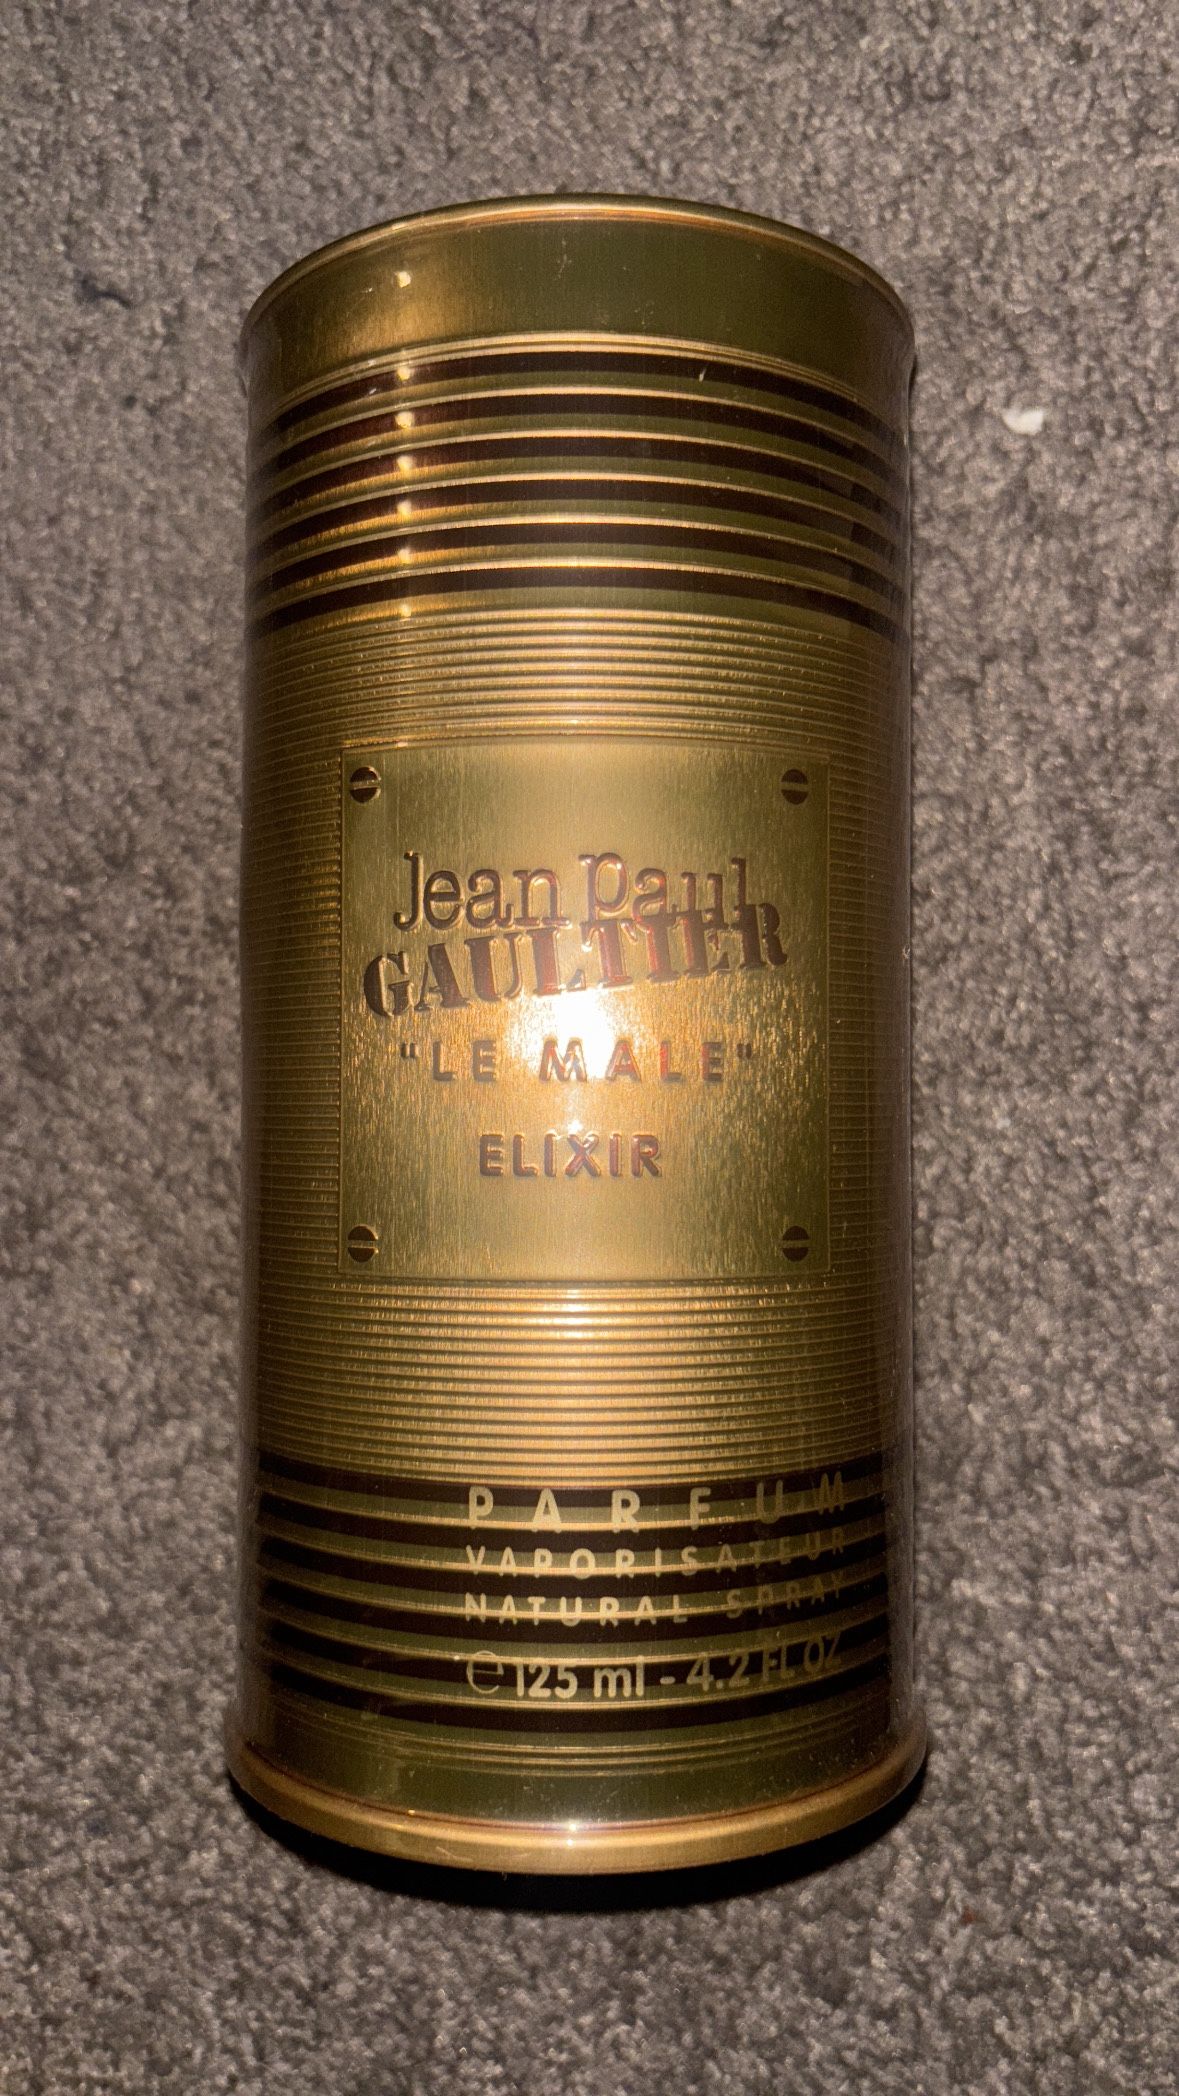 Jean Paul
GAULTIER
"LE MALE"
ELIXIR
PARFUM
VAPORISATEUR
NATURAL SPRAY
℮ 125 ml - 4.2 FL OZ